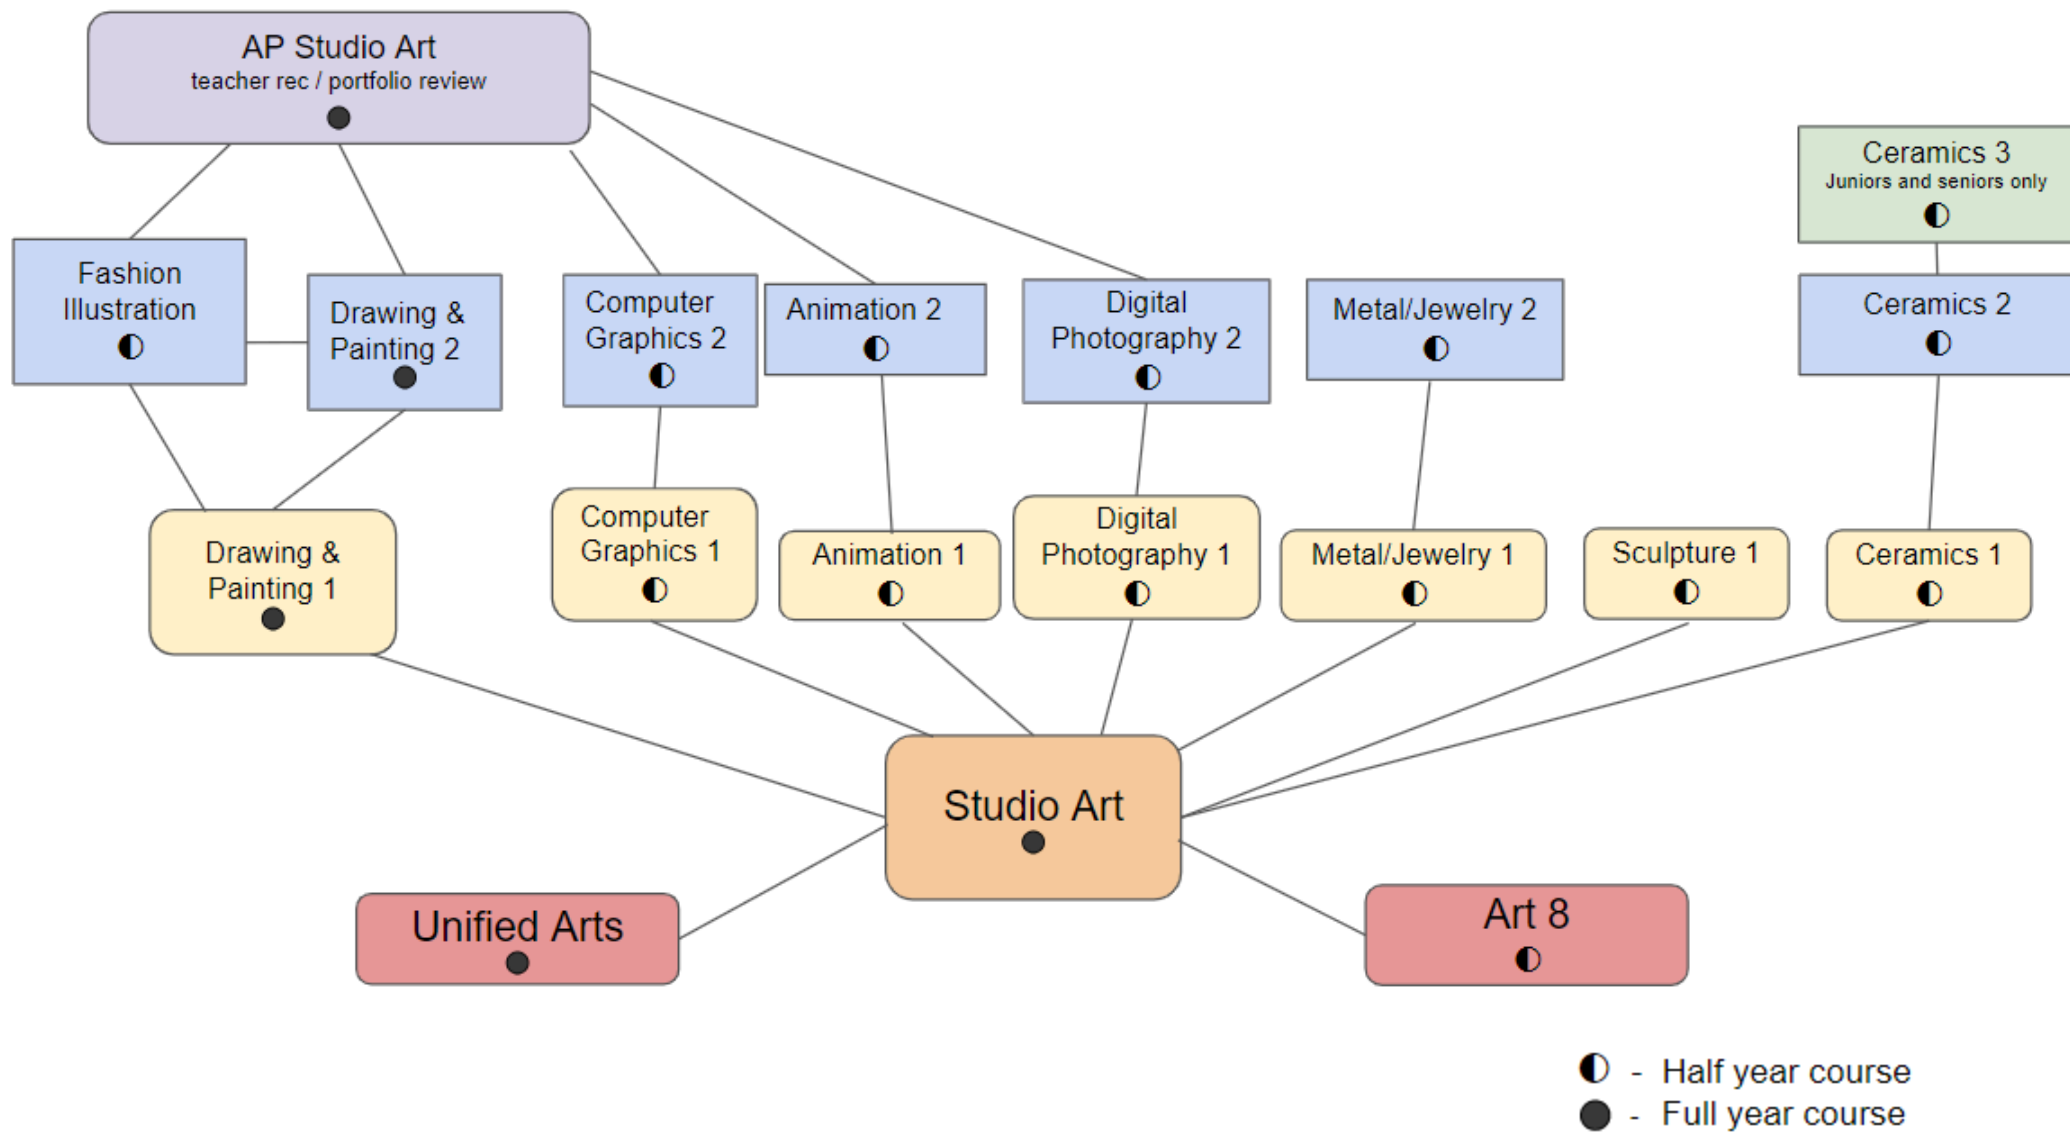 AP Studio Art
teacher rec / portfolio review
Ceramics 3
Juniors and seniors only
Fashion
Illustration
Drawing &
Painting 2
Computer
Graphics 2
Animation 2
Digital
Photography 2
Metal/Jewelry 2
Ceramics 2
Drawing &
Painting 1
Computer
Graphics 1
Animation 1
Digital
Photography 1
Metal/Jewelry 1
Sculpture 1
Ceramics 1
Studio Art
Unified Arts
Art 8
- Half year course
- Full year course